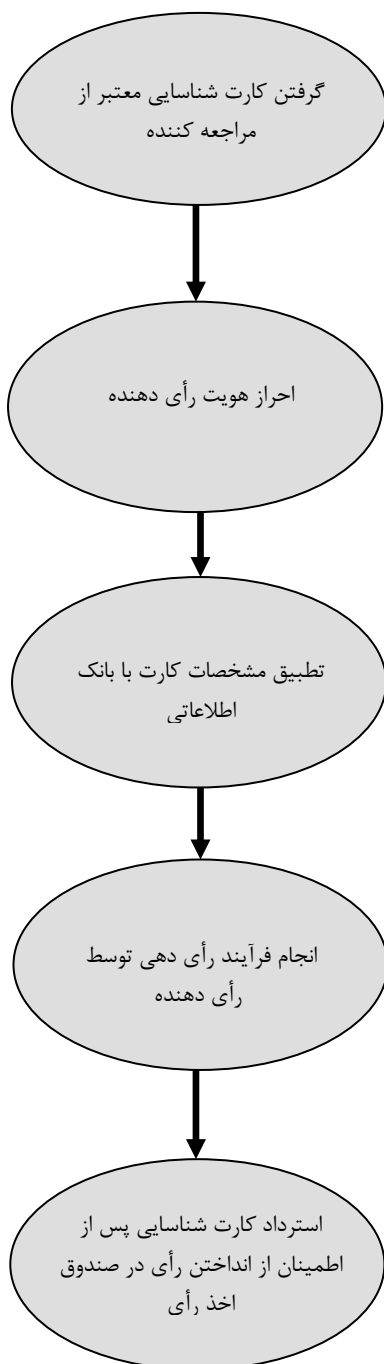 گرفتن کارت شناسایی معتبر از
مراجعه کننده
احراز هویت رأی دهنده
تطبیق مشخصات کارت با بانک
اطلاعاتی
انجام فرآیند رأی دهی توسط
رأی دهنده
استرداد کارت شناسایی پس از
اطمینان از انداختن رأی در صندوق
اخذ رأی